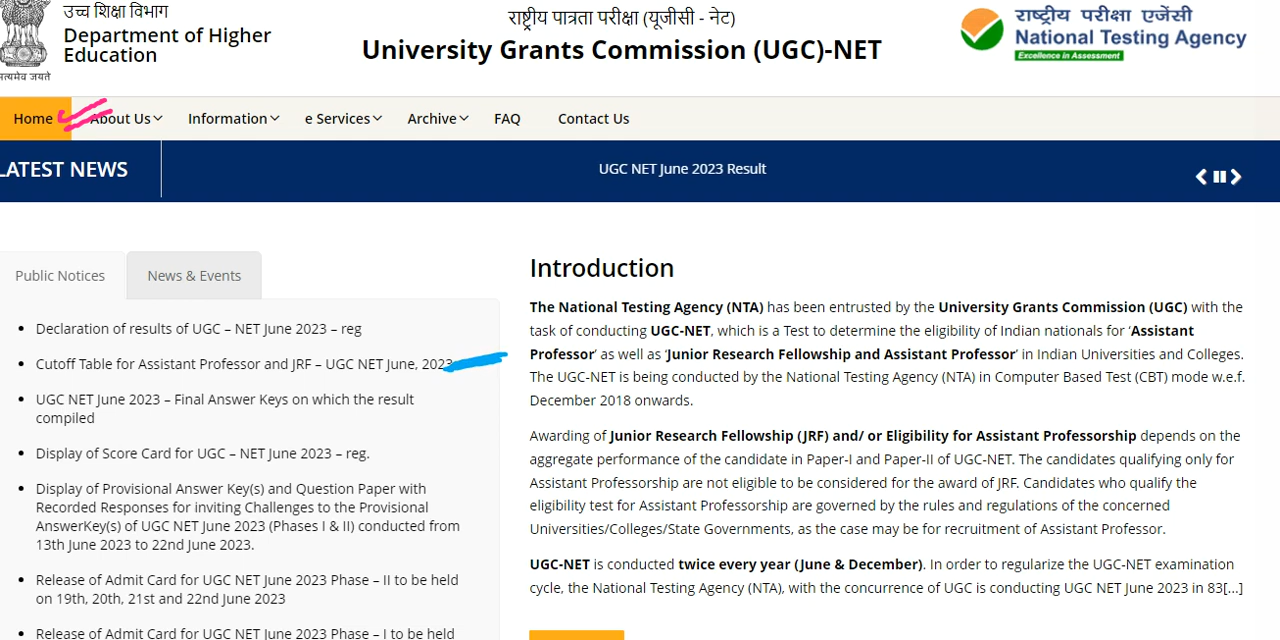 उच्च शिक्षा विभाग
Department of Higher
Education
सत्यमेव जयते
राष्ट्रीय पात्रता परीक्षा (यूजीसी - नेट)
University Grants Commission (UGC)-NET
राष्ट्रीय परीक्षा एजेंसी
National Testing Agency
Excellence in Assessment
Home About Us Information e Services Archive FAQ Contact Us
LATEST NEWS
UGC NET June 2023 Result
Public Notices
News & Events
• Declaration of results of UGC – NET June 2023 – reg
• Cutoff Table for Assistant Professor and JRF – UGC NET June, 2023
• UGC NET June 2023 – Final Answer Keys on which the result
compiled
• Display of Score Card for UGC – NET June 2023 – reg.
• Display of Provisional Answer Key(s) and Question Paper with
Recorded Responses for inviting Challenges to the Provisional
AnswerKey(s) of UGC NET June 2023 (Phases I & II) conducted from
13th June 2023 to 22nd June 2023.
• Release of Admit Card for UGC NET June 2023 Phase – II to be held
on 19th, 20th, 21st and 22nd June 2023
• Release of Admit Card for UGC NET June 2023 Phase – I to be held
Introduction
The National Testing Agency (NTA) has been entrusted by the University Grants Commission (UGC) with the
task of conducting UGC-NET, which is a Test to determine the eligibility of Indian nationals for ‘Assistant
Professor’ as well as ‘Junior Research Fellowship and Assistant Professor’ in Indian Universities and Colleges.
The UGC-NET is being conducted by the National Testing Agency (NTA) in Computer Based Test (CBT) mode w.e.f.
December 2018 onwards.
Awarding of Junior Research Fellowship (JRF) and/ or Eligibility for Assistant Professorship depends on the
aggregate performance of the candidate in Paper-I and Paper-II of UGC-NET. The candidates qualifying only for
Assistant Professorship are not eligible to be considered for the award of JRF. Candidates who qualify the
eligibility test for Assistant Professorship are governed by the rules and regulations of the concerned
Universities/Colleges/State Governments, as the case may be for recruitment of Assistant Professor.
UGC-NET is conducted twice every year (June & December). In order to regularize the UGC-NET examination
cycle, the National Testing Agency (NTA), with the concurrence of UGC is conducting UGC NET June 2023 in 83[...]